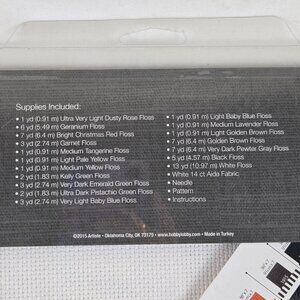 Supplies Included:
• 1 yd (0.91 m) Ultra Very Light Dusty Rose Floss
• 6 yd (5.49 m) Geranium Floss
• 7 yd (6.4 m) Bright Christmas Red Floss
• 3 yd (2.74 m) Garnet Floss
• 1 yd (0.91 m) Medium Tangerine Floss
• 1 yd (0.91 m) Light Pale Yellow Floss
• 1 yd (0.91 m) Medium Yellow Floss
• 2 yd (1.83 m) Kelly Green Floss
• 3 yd (2.74 m) Very Dark Emerald Green Floss
• 2 yd (1.83 m) Ultra Dark Pistachio Green Floss
• 3 yd (2.74 m) Very Light Baby Blue Floss
• 1 yd (0.91 m) Light Baby Blue Floss
• 1 yd (0.91 m) Medium Lavender Floss
• 1 yd (0.91 m) Light Golden Brown Floss
• 7 yd (6.4 m) Golden Brown Floss
• 7 yd (6.4 m) Very Dark Pewter Gray Floss
• 5 yd (4.57 m) Black Floss
• 13 yd (10.97 m) White Floss
• White 14 ct Aida Fabric
• Needle
• Pattern
• Instructions
©2015 Artiste • Oklahoma City, OK 73179 • www.hobbylobby.com • Made in Turkey